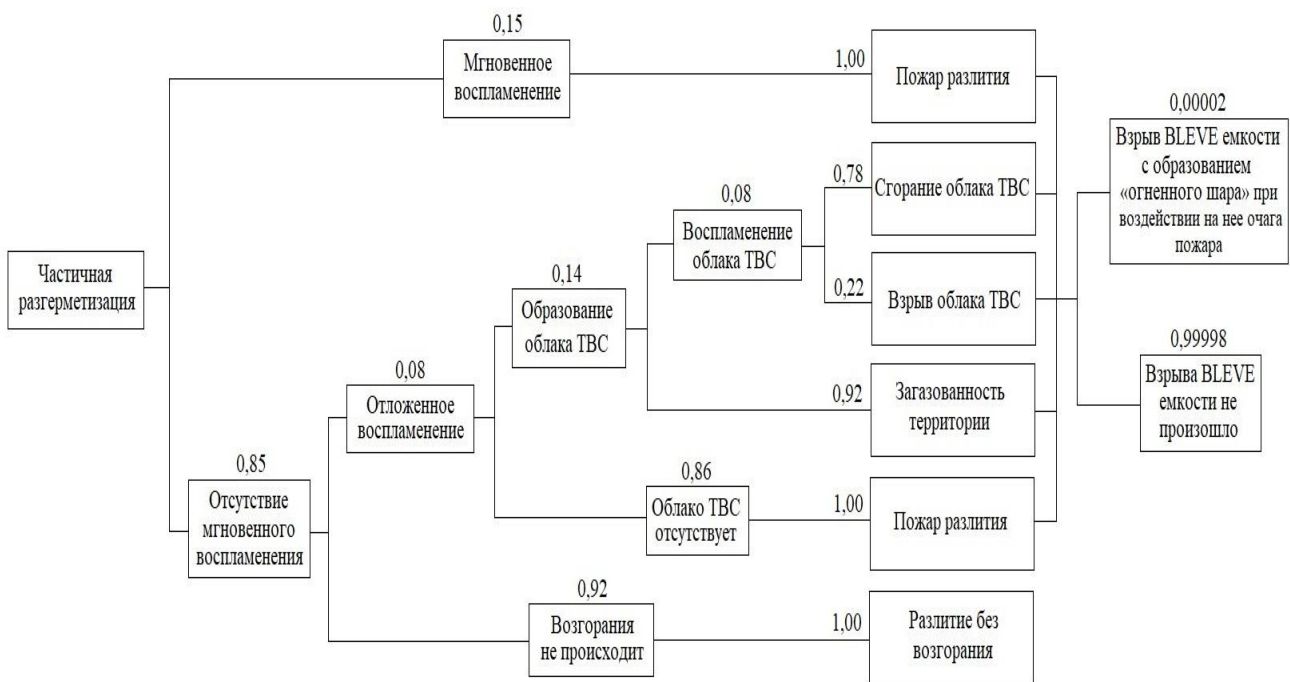 0,15
Мгновенное
воспламенение
1,00
Пожар разлития
0,00002
Взрыв BLEVE емкости
с образованием
«огненного шара» при
воздействии на нее очага
пожара
0,78
Сгорание облака ТВС
0,08
Воспламенение
облака ТВС
Частичная
разгерметизация
0,14
Образование
облака ТВС
0,22
Взрыв облака ТВС
0,99998
Взрыва BLEVE
емкости не
произошло
0,08
Отложенное
воспламенение
0,92
Загазованность
территории
0,85
Отсутствие
мгновенного
воспламенения
0,86
Облако ТВС
отсутствует
1,00
Пожар разлития
0,92
Возгорания
не происходит
1,00
Разлитие без
возгорания